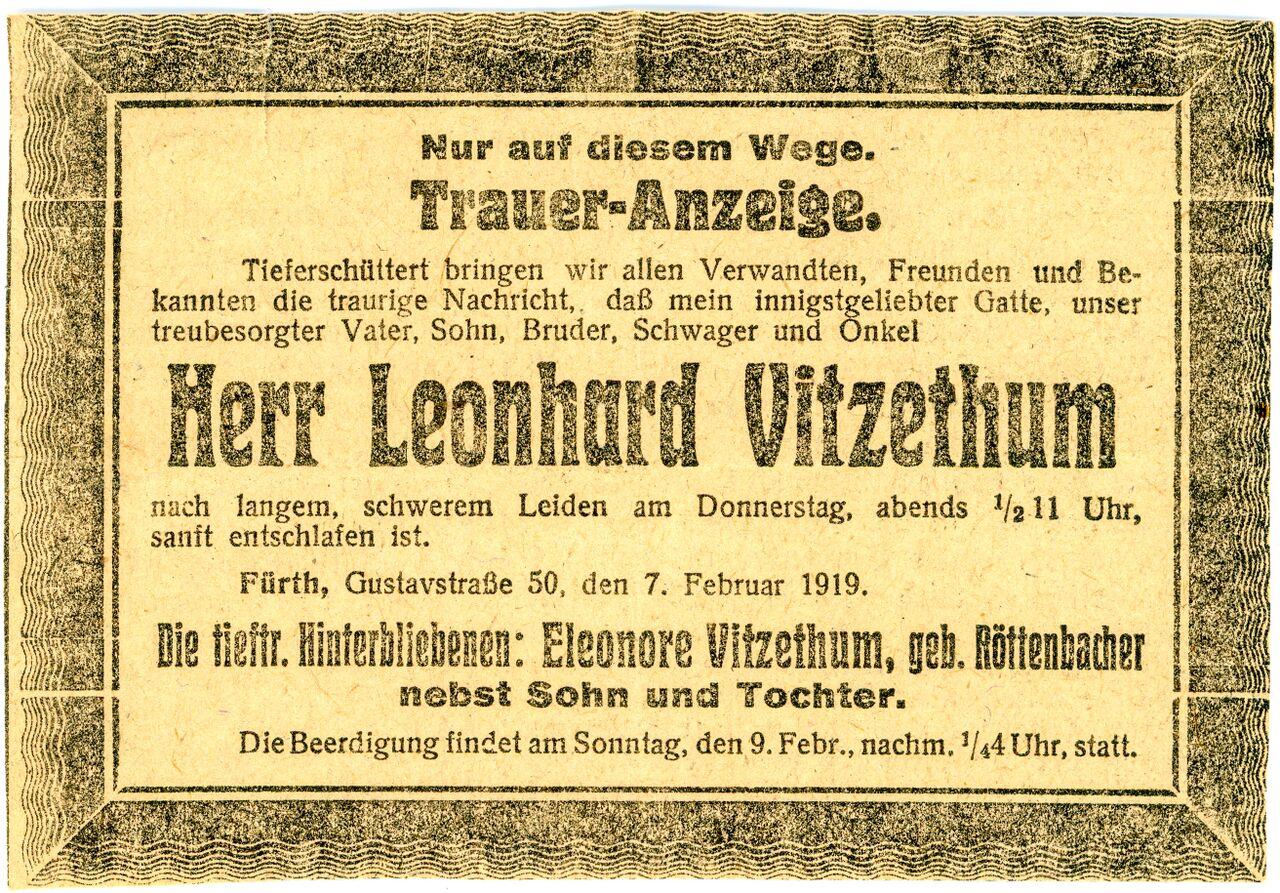 Nur auf diesem Wege.
Trauer-Anzeige.
Tieferschüttert bringen wir allen Verwandten, Freunden und Be-
kannten die traurige Nachricht, daß mein innigstgeliebter Gatte, unser
treubesorgter Vater, Sohn, Bruder, Schwager und Onkel
Herr Leonhard Vitzethum
nach langem, schwerem Leiden am Donnerstag, abends 1/2 11 Uhr,
sanft entschlafen ist.
Fürth, Gustavstraße 50, den 7. Februar 1919.
Die tieftr. Hinterbliebenen: Eleonore Vitzethum, geb. Röttenbacher
nebst Sohn und Tochter.
Die Beerdigung findet am Sonntag, den 9. Febr., nachm. 1/4 4 Uhr, statt.